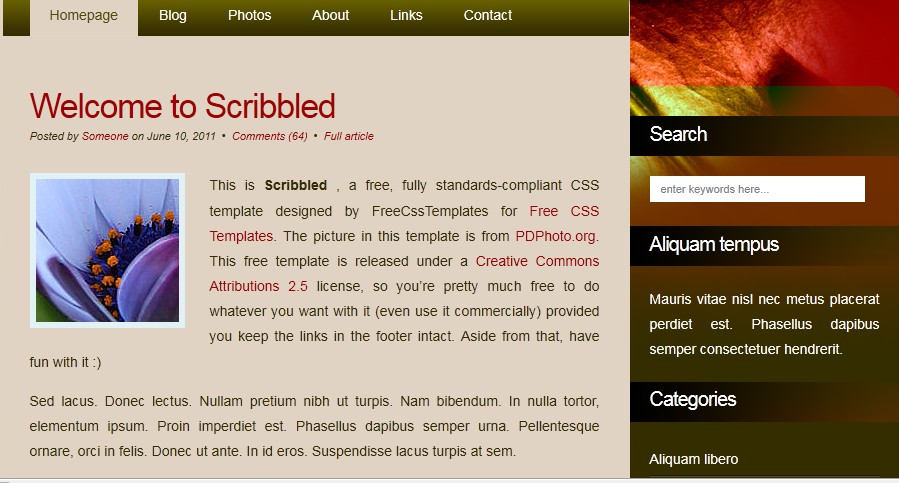 Homepage Blog Photos About Links Contact
Welcome to Scribbled
Posted by Someone on June 10, 2011 • Comments (64) • Full article
This is Scribbled , a free, fully standards-compliant CSS
template designed by FreeCssTemplates for Free CSS
Templates. The picture in this template is from PDPhoto.org.
This free template is released under a Creative Commons
Attributions 2.5 license, so you’re pretty much free to do
whatever you want with it (even use it commercially) provided
you keep the links in the footer intact. Aside from that, have
fun with it :)
Sed lacus. Donec lectus. Nullam pretium nibh ut turpis. Nam bibendum. In nulla tortor,
elementum ipsum. Proin imperdiet est. Phasellus dapibus semper urna. Pellentesque
ornare, orci in felis. Donec ut ante. In id eros. Suspendisse lacus turpis at sem.
Search
enter keywords here...
Aliquam tempus
Mauris vitae nisl nec metus placerat
perdiet est. Phasellus dapibus
semper consectetuer hendrerit.
Categories
Aliquam libero